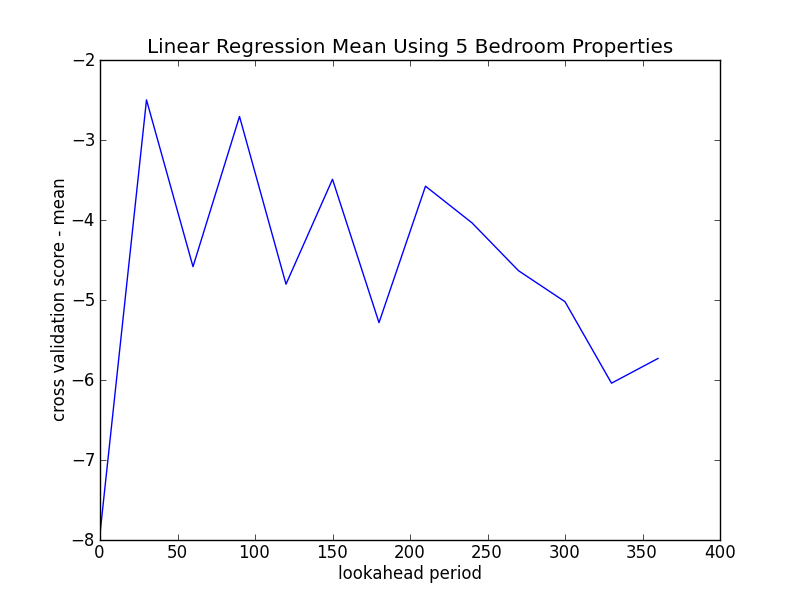 Linear Regression Mean Using 5 Bedroom Properties
−2
−3
−4
−5
−6
−7
−8
cross validation score - mean
0 50 100 150 200 250 300 350 400
lookahead period